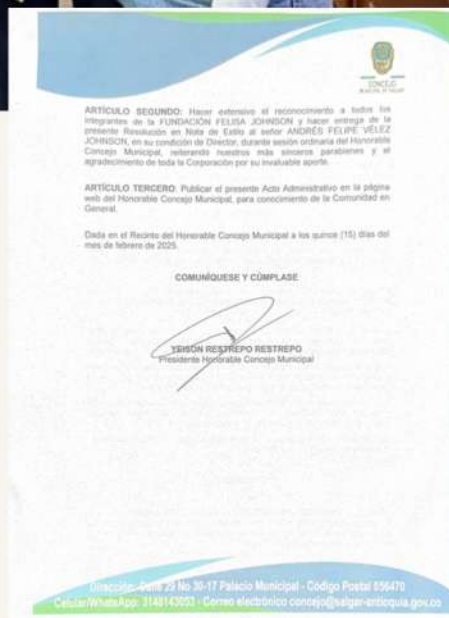 CONCEJO
MUNICIPAL DE SALGAR
ARTÍCULO SEGUNDO: Hacer extensivo el reconocimiento a todos los
integrantes de la FUNDACIÓN FELISA JOHNSON y hacer entrega de la
presente Resolución en Nota de Estilo al señor ANDRÉS FELIPE VÉLEZ
JOHNSON, en su condición de Director, durante sesión ordinaria del Honorable
Concejo Municipal, reiterando nuestros más sinceros parabienes y el
agradecimiento de toda la Corporación por su invaluable aporte.
ARTÍCULO TERCERO: Publicar el presente Acto Administrativo en la página
web del Honorable Concejo Municipal, para conocimiento de la Comunidad en
General.
Dada en el Recinto del Honorable Concejo Municipal a los quince (15) días del
mes de febrero de 2025.
COMUNÍQUESE Y CÚMPLASE
YEISON RESTREPO RESTREPO
Presidente Honorable Concejo Municipal
Dirección: Calle 29 No 30-17 Palacio Municipal - Código Postal 056470
Celular/WhatsApp: 3148143053 - Correo electrónico concejo@salgar-antioquia.gov.co